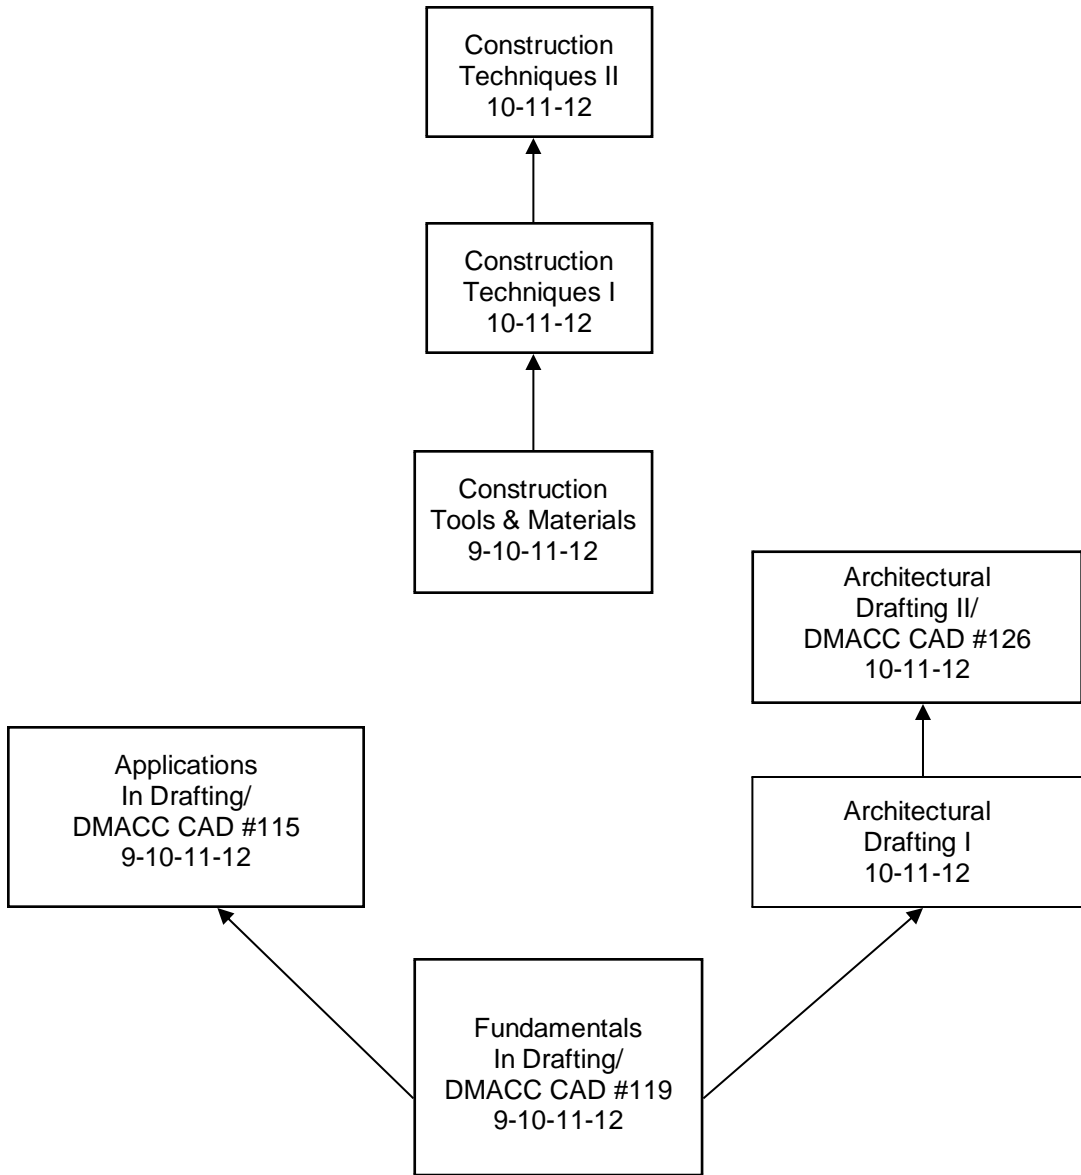 Construction
Techniques II
10-11-12
Construction
Techniques I
10-11-12
Construction
Tools & Materials
9-10-11-12
Architectural
Drafting II/
DMACC CAD #126
10-11-12
Applications
In Drafting/
DMACC CAD #115
9-10-11-12
Architectural
Drafting I
10-11-12
Fundamentals
In Drafting/
DMACC CAD #119
9-10-11-12